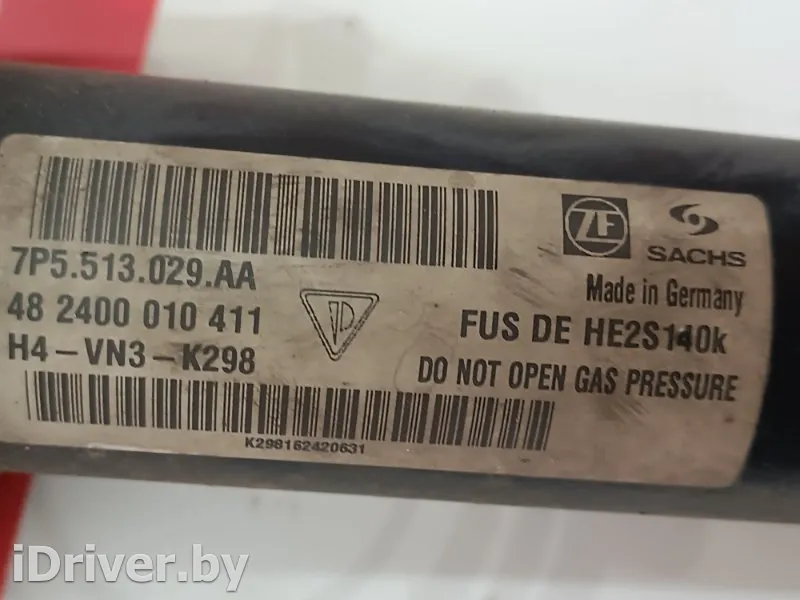 7P5.513.029.AA
48 2400 010 411
H4-VN3-K298
K298162420631
ZF
SACHS
Made in Germany
FUS DE HE2S140k
DO NOT OPEN GAS PRESSURE
iDriver.by